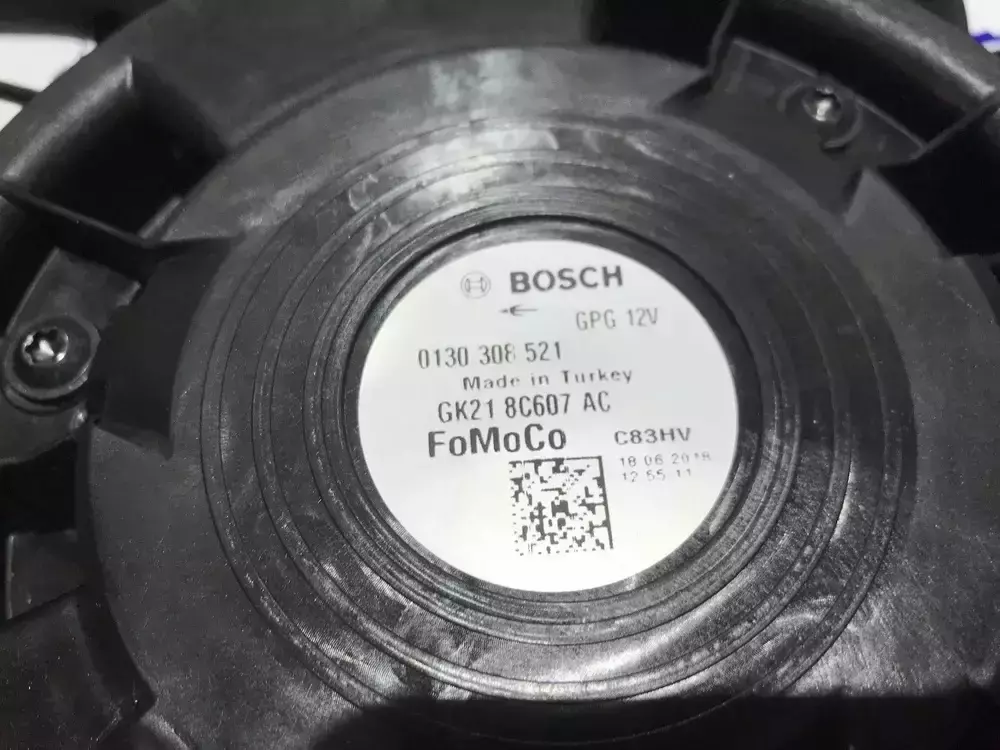 BOSCH
GPG 12V
0130 308 521
Made in Turkey
GK21 8C607 AC
FoMoCo C83HV
18 06 2018
12 55 11